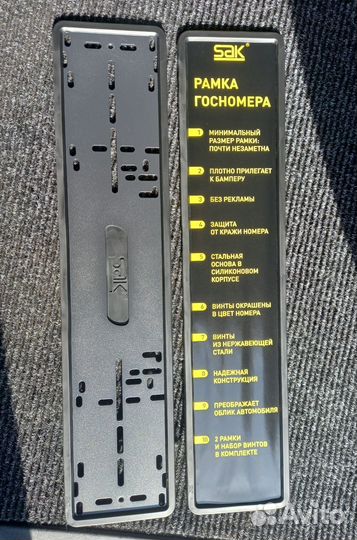 SAK
SAK
РАМКА
ГОСНОМЕРА
1 МИНИМАЛЬНЫЙ
РАЗМЕР РАМКИ:
ПОЧТИ НЕЗАМЕТНА
2 ПЛОТНО ПРИЛЕГАЕТ
К БАМПЕРУ
3 БЕЗ РЕКЛАМЫ
4 ЗАЩИТА
ОТ КРАЖИ НОМЕРА
5 СТАЛЬНАЯ
ОСНОВА В
СИЛИКОНОВОМ
КОРПУСЕ
6 ВИНТЫ ОКРАШЕНЫ
В ЦВЕТ НОМЕРА
7 ВИНТЫ
ИЗ НЕРЖАВЕЮЩЕЙ
СТАЛИ
8 НАДЕЖНАЯ
КОНСТРУКЦИЯ
9 ПРЕОБРАЖАЕТ
ОБЛИК АВТОМОБИЛЯ
10 2 РАМКИ
И НАБОР ВИНТОВ
В КОМПЛЕКТЕ
Avito